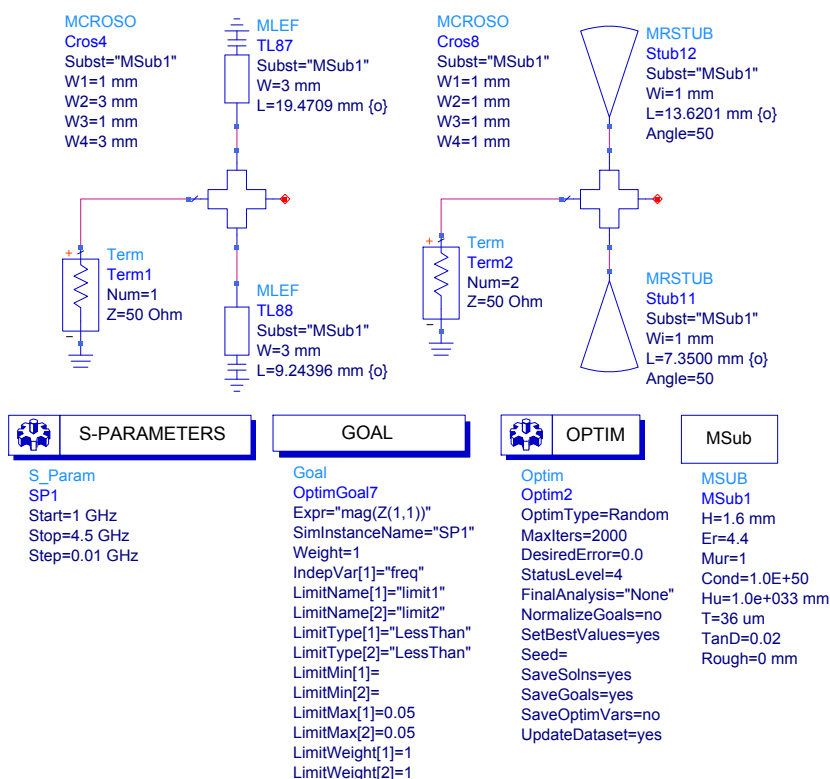 MCROSO
Cros4
Subst="MSub1"
W1=1 mm
W2=3 mm
W3=1 mm
W4=3 mm
MLEF
TL87
Subst="MSub1"
W=3 mm
L=19.4709 mm {o}
MCROSO
Cros8
Subst="MSub1"
W1=1 mm
W2=1 mm
W3=1 mm
W4=1 mm
MRSTUB
Stub12
Subst="MSub1"
Wi=1 mm
L=13.6201 mm {o}
Angle=50
+
Term
Term1
Num=1
Z=50 Ohm
-
MLEF
TL88
Subst="MSub1"
W=3 mm
L=9.24396 mm {o}
+
Term
Term2
Num=2
Z=50 Ohm
-
MRSTUB
Stub11
Subst="MSub1"
Wi=1 mm
L=7.3500 mm {o}
Angle=50
S-PARAMETERS
S_Param
SP1
Start=1 GHz
Stop=4.5 GHz
Step=0.01 GHz
GOAL
Goal
OptimGoal7
Expr="mag(Z(1,1))"
SimInstanceName="SP1"
Weight=1
IndepVar[1]="freq"
LimitName[1]="limit1"
LimitName[2]="limit2"
LimitType[1]="LessThan"
LimitType[2]="LessThan"
LimitMin[1]=
LimitMin[2]=
LimitMax[1]=0.05
LimitMax[2]=0.05
LimitWeight[1]=1
LimitWeight[2]=1
OPTIM
Optim
Optim2
OptimType=Random
MaxIters=2000
DesiredError=0.0
StatusLevel=4
FinalAnalysis="None"
NormalizeGoals=no
SetBestValues=yes
Seed=
SaveSolns=yes
SaveGoals=yes
SaveOptimVars=no
UpdateDataset=yes
MSub
MSUB
MSub1
H=1.6 mm
Er=4.4
Mur=1
Cond=1.0E+50
Hu=1.0e+033 mm
T=36 um
TanD=0.02
Rough=0 mm